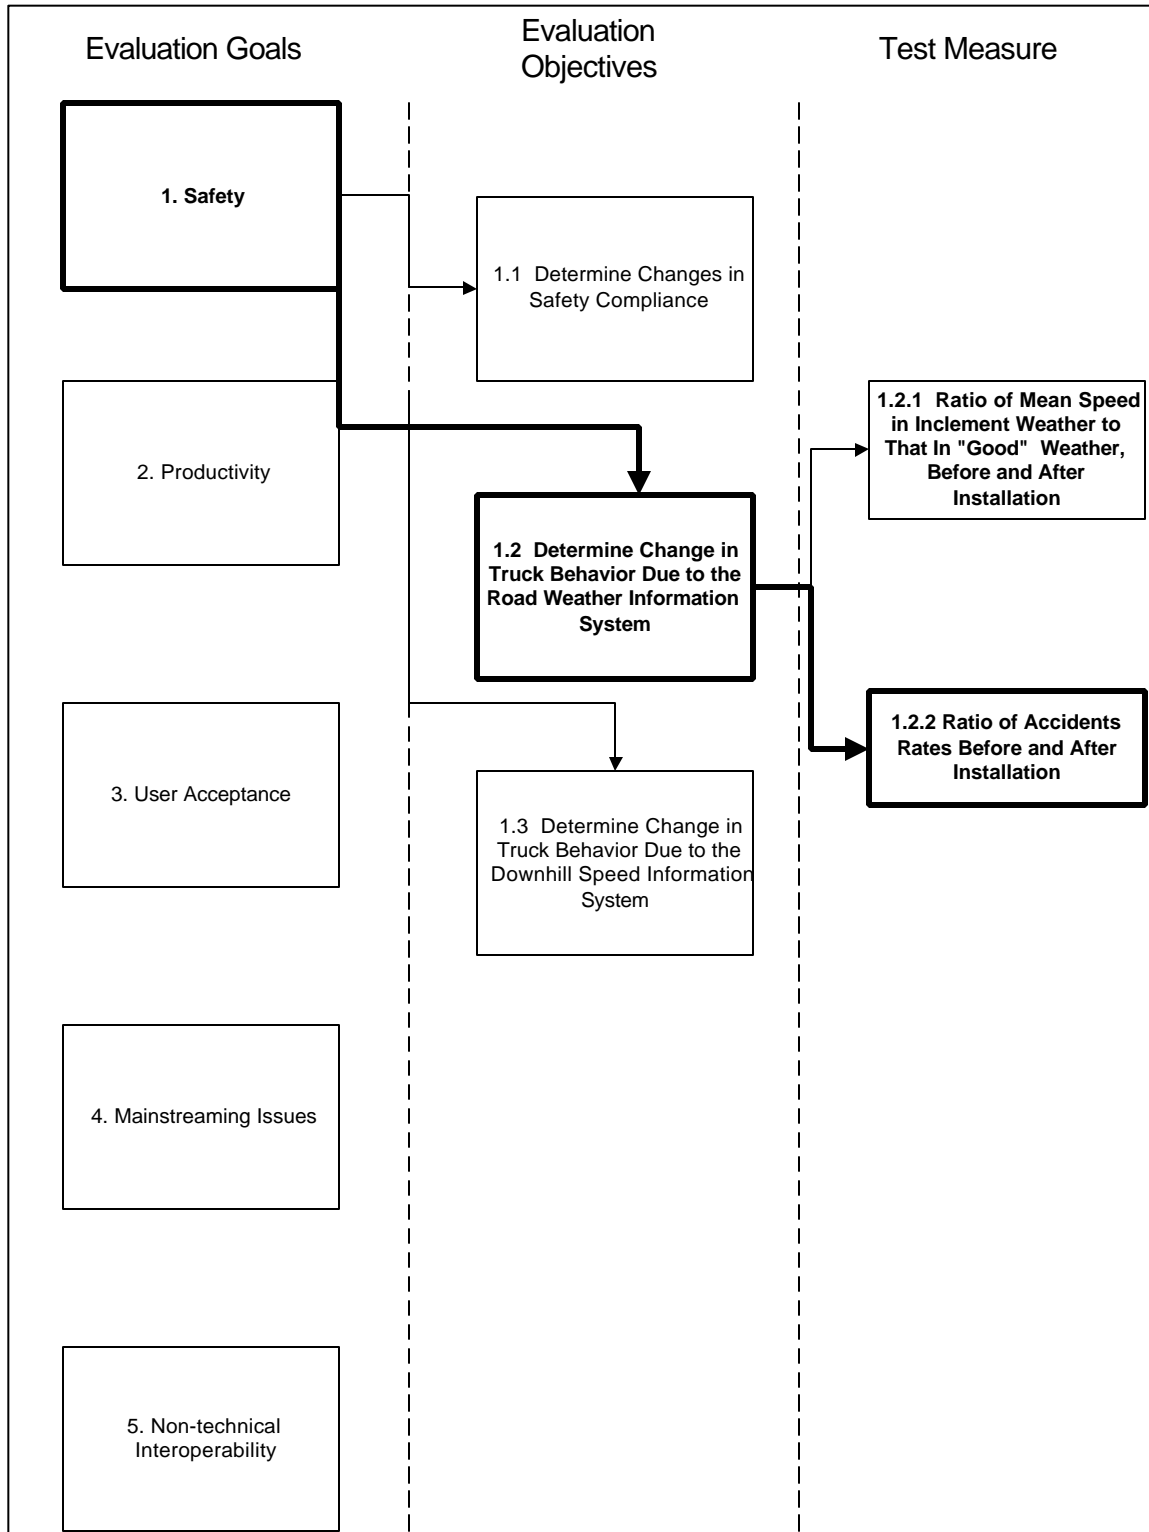 Evaluation Goals
Evaluation
Objectives
Test Measure
1. Safety
1.1 Determine Changes in
Safety Compliance
2. Productivity
1.2.1 Ratio of Mean Speed
in Inclement Weather to
That In "Good" Weather,
Before and After
Installation
1.2 Determine Change in
Truck Behavior Due to the
Road Weather Information
System
1.2.2 Ratio of Accidents
Rates Before and After
Installation
3. User Acceptance
1.3 Determine Change in
Truck Behavior Due to the
Downhill Speed Information
System
4. Mainstreaming Issues
5. Non-technical
Interoperability